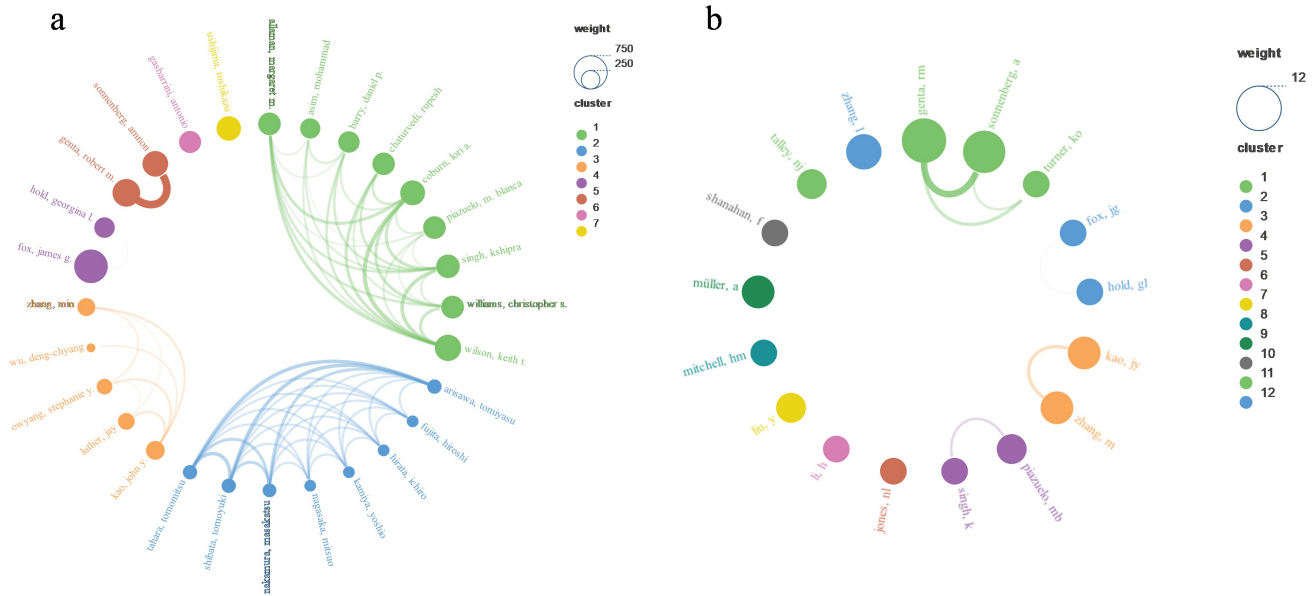 a
allaman, margaret m.
asim, mohammad
barry, daniel p.
chaturvedi, rupesh
coburn, lori a.
piazuelo, m. blanca
singh, kshipra
williams, christopher s.
wilson, keith t.
arisawa, tomiyasu
fujita, hiroshi
hirata, ichiro
kamiya, yoshio
nagasaka, mitsuo
nakamura, masakatsu
shibata, tomoyuki
tahara, tomomitsu
kao, john y.
luther, jay
owyang, stephanie y.
wu, deng-chyang
zhang, min
fox, james g.
hold, georgina l.
genta, robert m.
sonnenberg, amnon
gasbarrini, antonio
ushijima, toshikazu
weight
750
250
cluster
1
2
3
4
5
6
7
b
genta, rm
sonnenberg, a
turner, ko
fox, jg
hold, gl
kao, jy
zhang, m
piazuelo, mb
singh, k
jones, nl
li, h
liu, y
mitchell, hm
müller, a
shanahan, f
talley, nj
zhang, l
weight
12
cluster
1
2
3
4
5
6
7
8
9
10
11
12